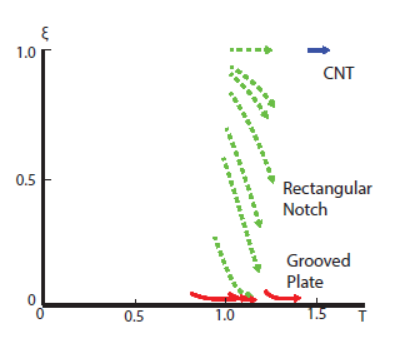 ξ
1.0
CNT
0.5
Rectangular
Notch
Grooved
Plate
0
0
0.5
1.0
1.5
T